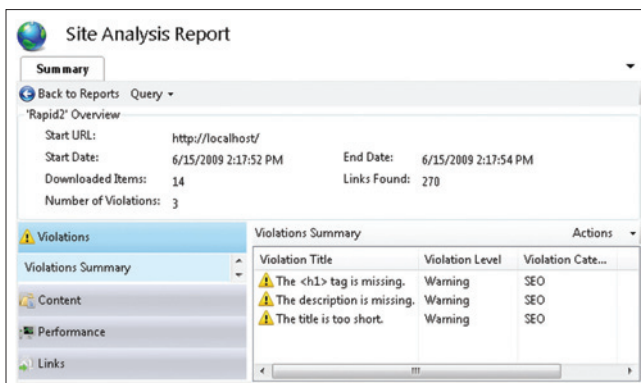 Site Analysis Report
Summary
Back to Reports Query
'Rapid2' Overview
Start URL: http://localhost/
Start Date: 6/15/2009 2:17:52 PM End Date: 6/15/2009 2:17:54 PM
Downloaded Items: 14 Links Found: 270
Number of Violations: 3
Violations
Violations Summary
Content
Performance
Links
Violations Summary Actions
Violation Title Violation Level Violation Cate...
The <h1> tag is missing. Warning SEO
The description is missing. Warning SEO
The title is too short. Warning SEO